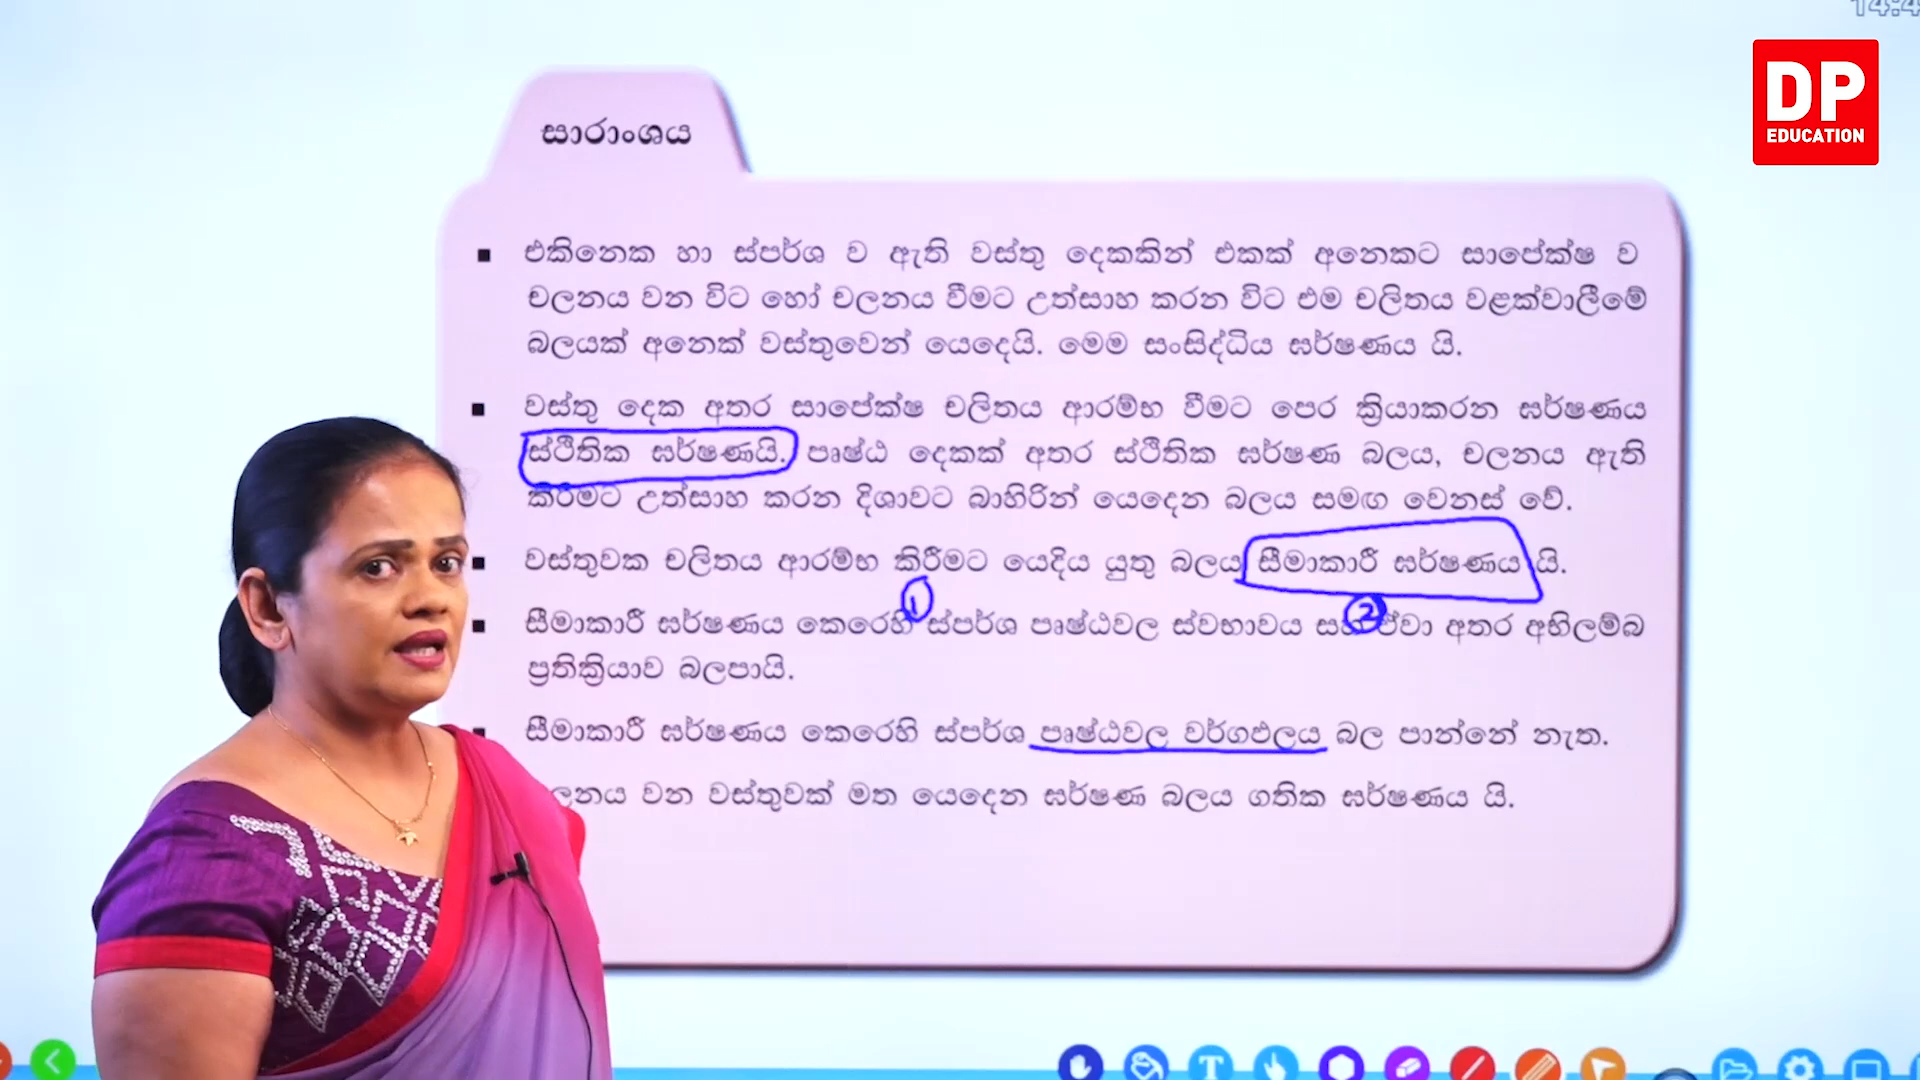 14:4
DP
EDUCATION
සාරාංශය
එකිනෙක හා ස්පර්ශ ව ඇති වස්තු දෙකකින් එකක් අනෙකට සාපේක්ෂ ව
චලනය වන විට හෝ චලනය වීමට උත්සාහ කරන විට එම චලිතය වළක්වාලීමේ
බලයක් අනෙක් වස්තුවෙන් යෙදෙයි. මෙම සංසිද්ධිය ඝර්ෂණය යි.
වස්තු දෙක අතර සාපේක්ෂ චලිතය ආරම්භ වීමට පෙර ක්‍රියාකරන ඝර්ෂණය
ස්ථිතික ඝර්ෂණයයි. පෘෂ්ඨ දෙකක් අතර ස්ථිතික ඝර්ෂණ බලය, චලනය ඇති
කිරීමට උත්සාහ කරන දිශාවට බාහිරින් යෙදෙන බලය සමඟ වෙනස් වේ.
වස්තුවක චලිතය ආරම්භ කිරීමට යෙදිය යුතු බලය සීමාකාරී ඝර්ෂණය යි.
1 2
සීමාකාරී ඝර්ෂණය කෙරෙහි ස්පර්ශ පෘෂ්ඨවල ස්වභාවය සහ ඒවා අතර අභිලම්බ
ප්‍රතික්‍රියාව බලපායි.
සීමාකාරී ඝර්ෂණය කෙරෙහි ස්පර්ශ පෘෂ්ඨවල වර්ගඵලය බල පාන්නේ නැත.
වන වස්තුවක් මත යෙදෙන ඝර්ෂණ බලය ගතික ඝර්ෂණය යි.